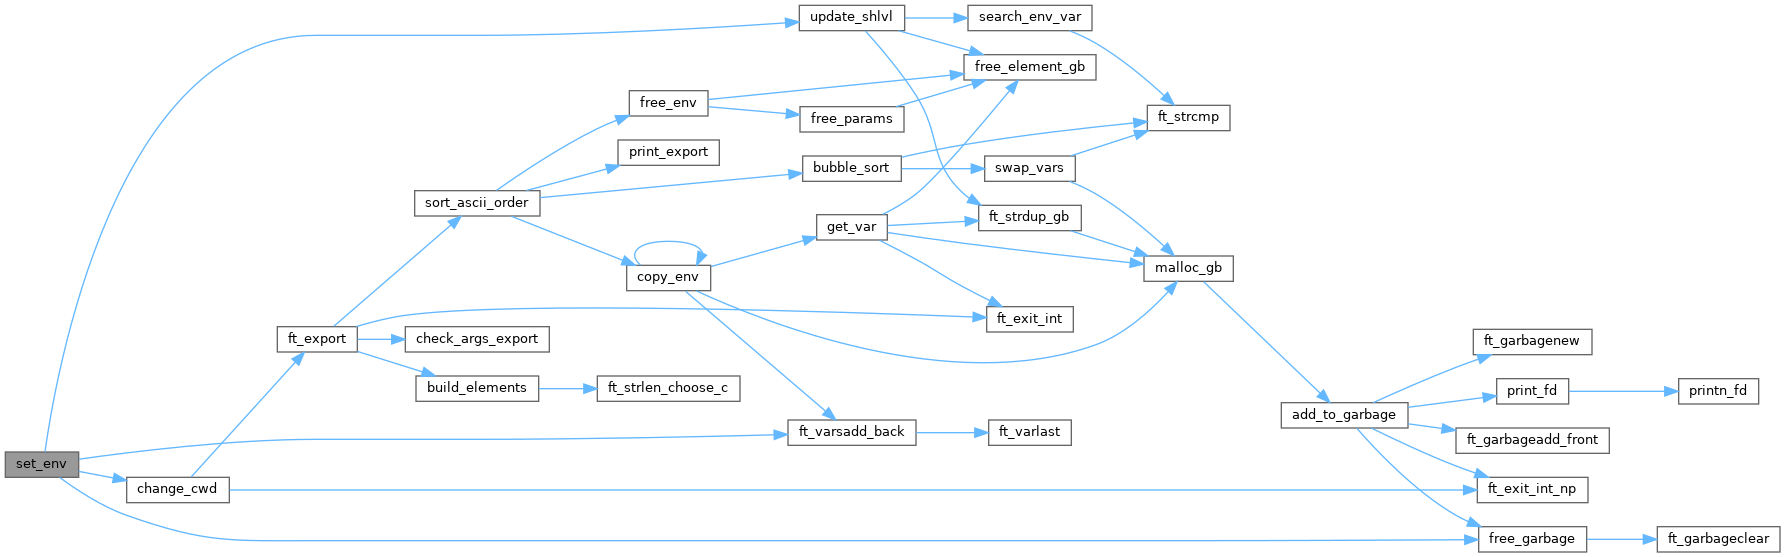 set_env
update_shlvl
search_env_var
free_element_gb
free_env
free_params
ft_strcmp
print_export
bubble_sort
swap_vars
sort_ascii_order
ft_strdup_gb
get_var
copy_env
malloc_gb
ft_exit_int
ft_export
check_args_export
build_elements
ft_strlen_choose_c
ft_garbagenew
print_fd
printn_fd
add_to_garbage
ft_varsadd_back
ft_varlast
ft_garbageadd_front
change_cwd
ft_exit_int_np
free_garbage
ft_garbageclear